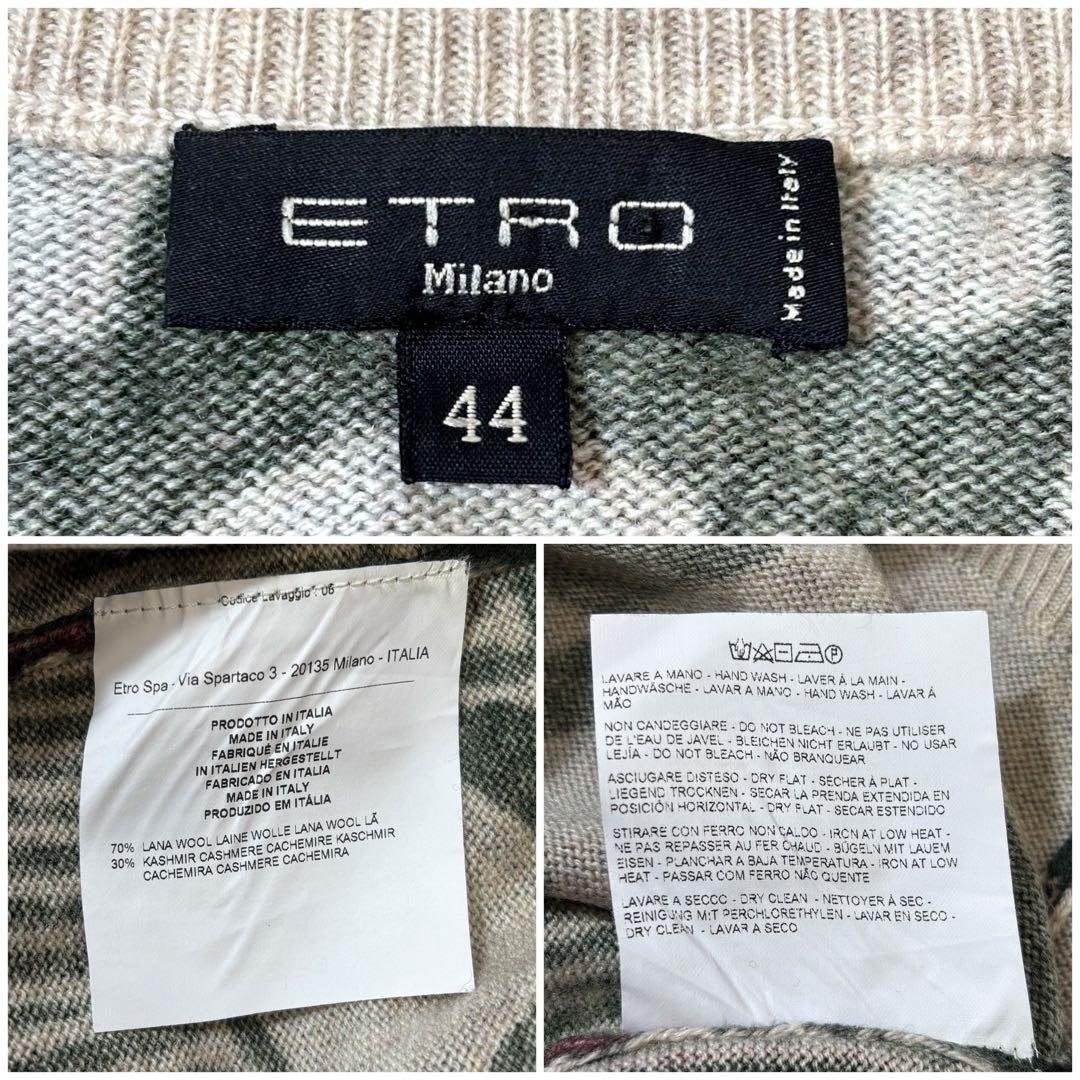 ETRO
Milano
Made in Italy
44
"Codice Lavaggio": 06
Etro Spa - Via Spartaco 3 - 20135 Milano - ITALIA
PRODOTTO IN ITALIA
MADE IN ITALY
FABRIQUÉ EN ITALIE
IN ITALIEN HERGESTELLT
FABRICADO EN ITALIA
MADE IN ITALY
PRODUZIDO EM ITÁLIA
70% LANA WOOL LAINE WOLLE LANA WOOL LÃ
30% KASHMIR CASHMERE CACHEMIRE KASCHMIR
CACHEMIRA CASHMERE CACHEMIRA
P
LAVARE A MANO - HAND WASH - LAVER À LA MAIN -
HANDWÄSCHE - LAVAR A MANO - HAND WASH - LAVAR À
MÃO
NON CANDEGGIARE - DO NOT BLEACH - NE PAS UTILISER
DE L'EAU DE JAVEL - BLEICHEN NICHT ERLAUBT - NO USAR
LEJÍA - DO NOT BLEACH - NÃO BRANQUEAR
ASCIUGARE DISTESO - DRY FLAT - SÉCHER À PLAT -
LIEGEND TROCKNEN - SECAR LA PRENDA EXTENDIDA EN
POSICIÓN HORIZONTAL - DRY FLAT - SECAR ESTENDIDO
STIRARE CON FERRO NON CALDO - IRON AT LOW HEAT -
NE PAS REPASSER AU FER CHAUD - BÜGELN MIT LAUEM
EISEN - PLANCHAR A BAJA TEMPERATURA - IRON AT LOW
HEAT - PASSAR COM FERRO NÃO QUENTE
LAVARE A SECCO - DRY CLEAN - NETTOYER À SEC -
REINIGUNG MIT PERCHLORETHYLEN - LAVAR EN SECO -
DRY CLEAN - LAVAR A SECO